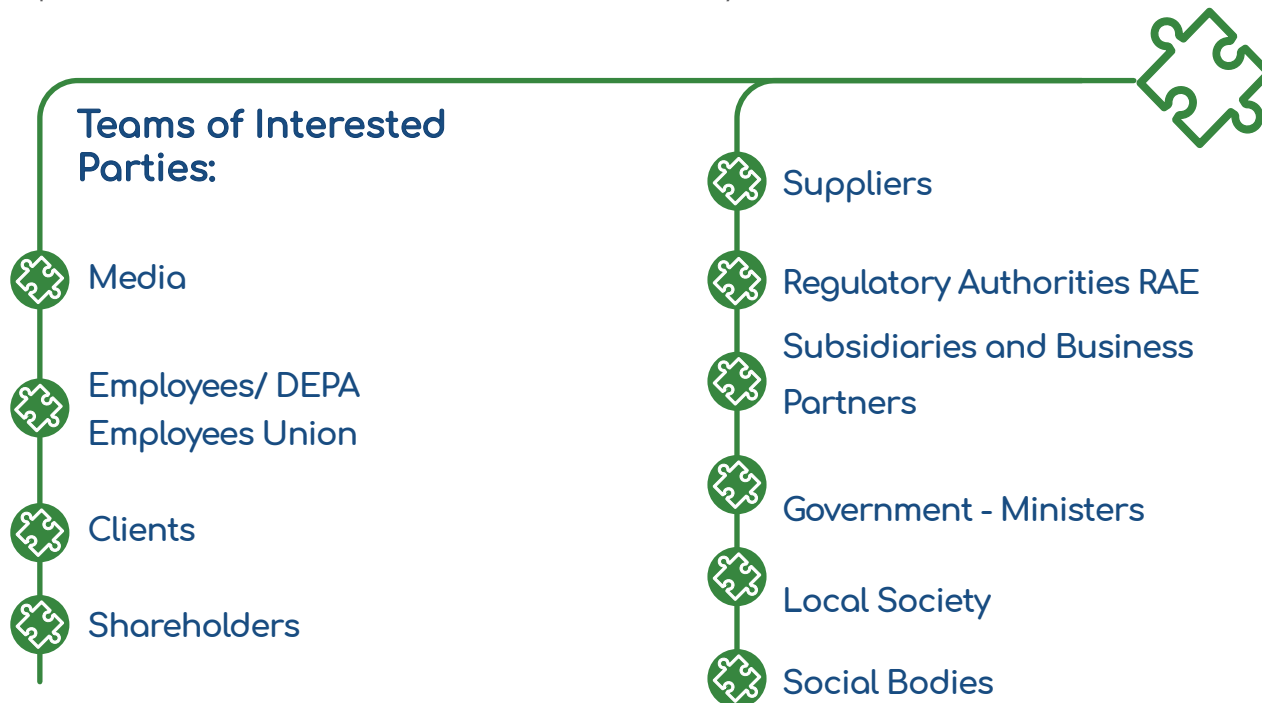 Teams of Interested
Parties:
Media
Employees/ DEPA
Employees Union
Clients
Shareholders
Suppliers
Regulatory Authorities RAE
Subsidiaries and Business
Partners
Government - Ministers
Local Society
Social Bodies